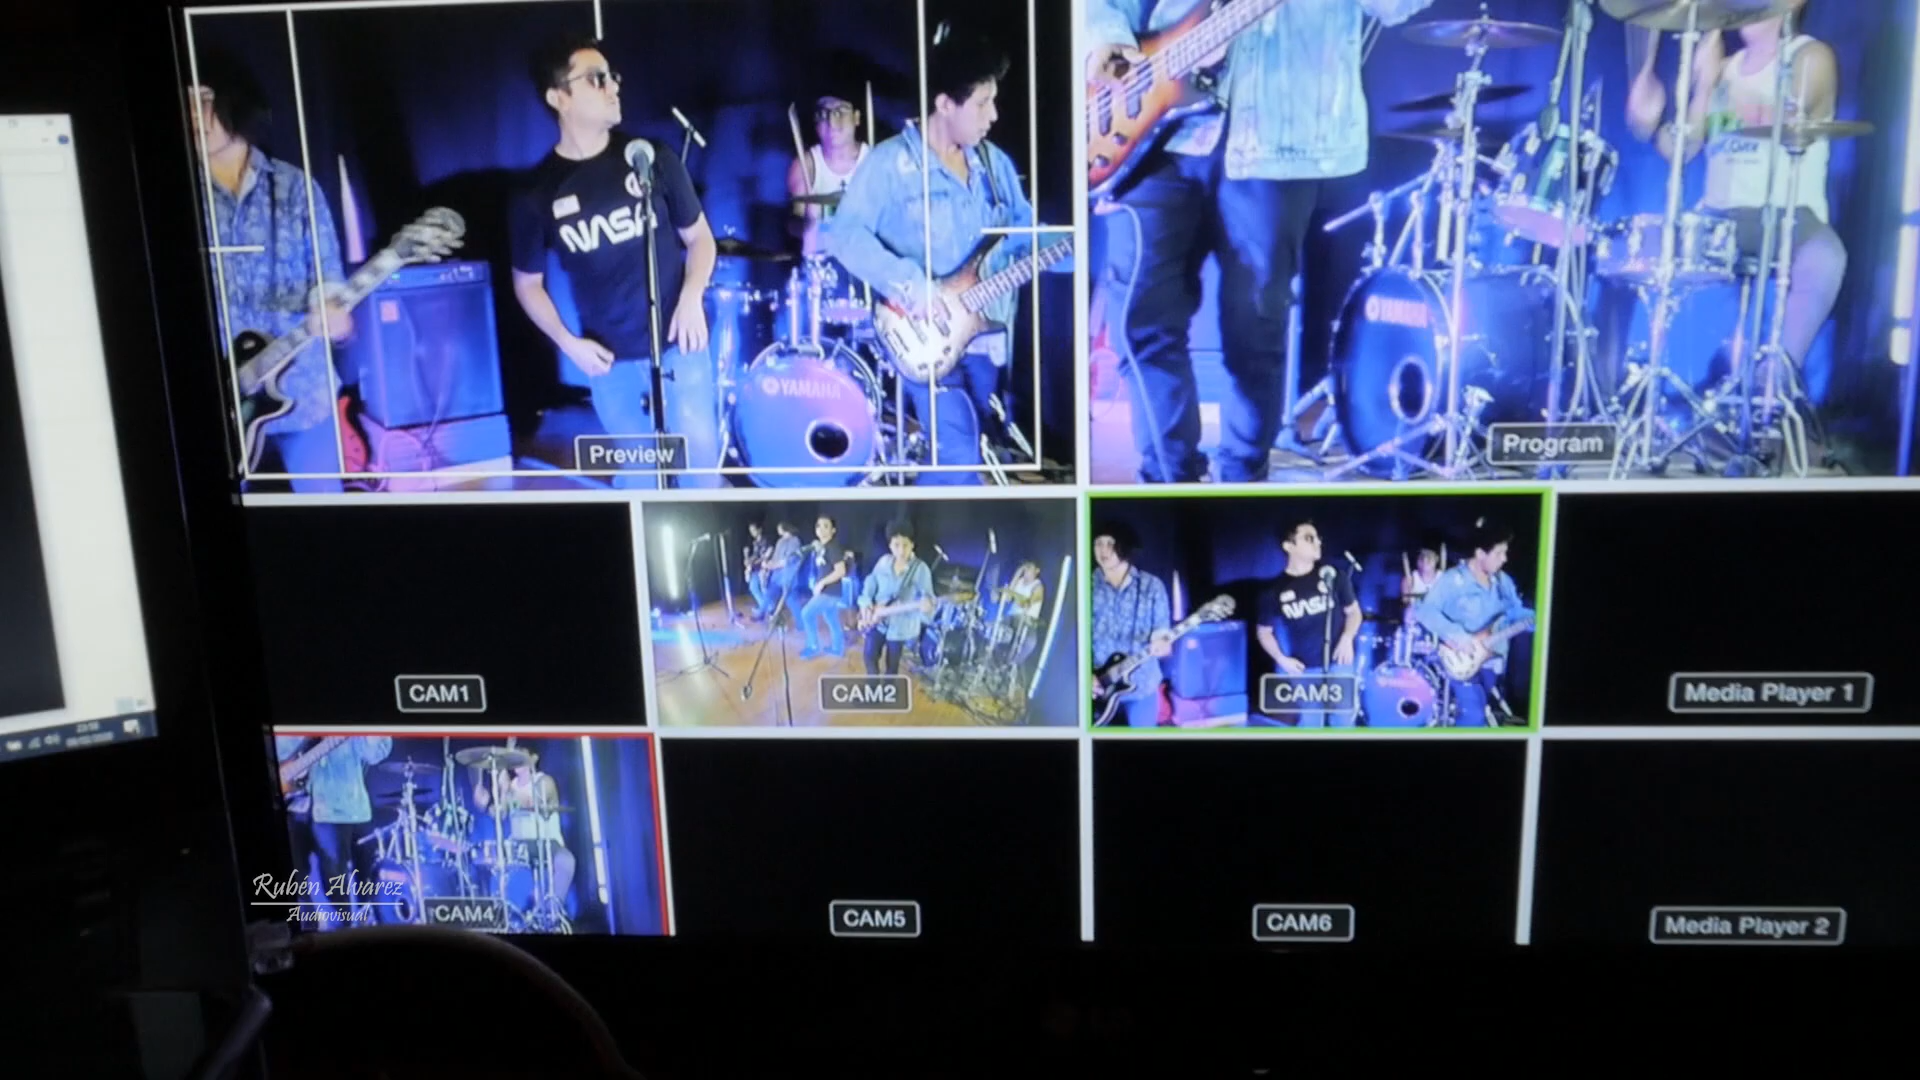 NASA
YAMAHA
YAMAHA
Preview
Program
NASA
CAM1
CAM2
CAM3
Media Player 1
Rubén Alvarez
Audiovisual
CAM4
CAM5
CAM6
Media Player 2